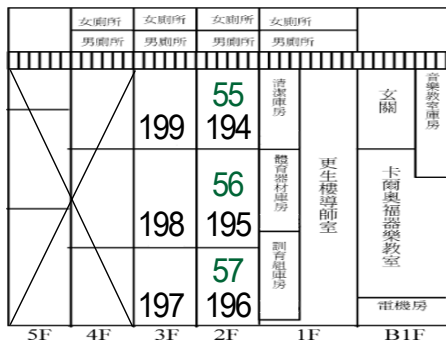 女廁所 女廁所 女廁所 女廁所
男廁所 男廁所 男廁所 男廁所
55
199 194
清潔庫房
玄關
音樂教室庫房
56
198 195
體育器材庫房
更生樓導師室
卡爾奧福器樂教室
57
197 196
訓育組庫房
電機房
5F 4F 3F 2F 1F B1F